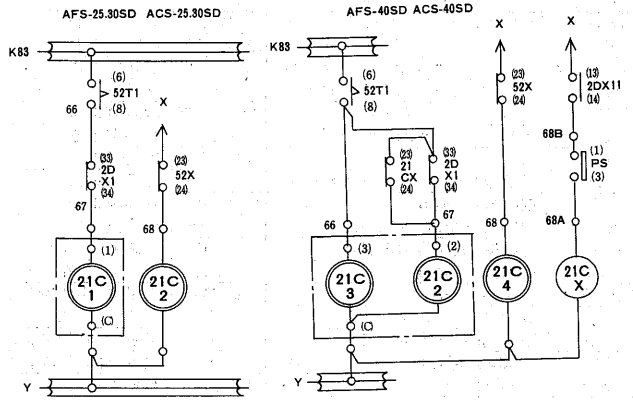 AFS-25.30SD ACS-25.30SD
AFS-40SD ACS-40SD
K83
(6)
52T1
66
(8)
X
(33)
2D
X1
(34)
(23)
52X
(24)
67
68
(1)
21C
1
21C
2
(C)
Y
K83
(6)
52T1
(8)
X
X
(23)
52X
(24)
(13)
2DX11
(14)
68B
(1)
PS
(3)
(23)
21
CX
(24)
(33)
2D
X1
(34)
66
67
68
68A
(3)
(2)
21C
3
21C
2
21C
4
21C
X
(C)
Y